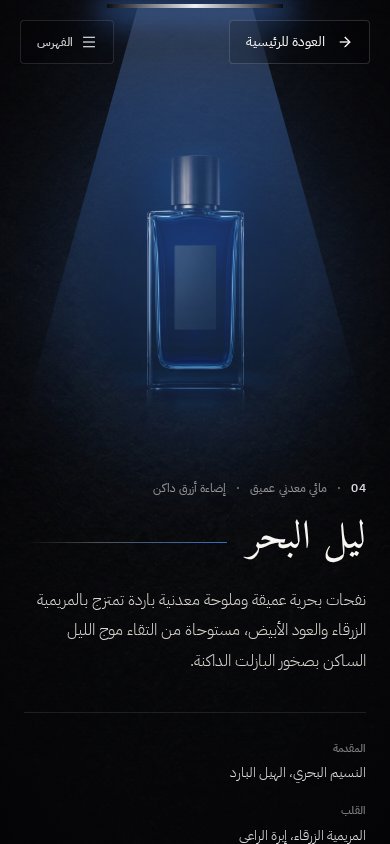 العودة للرئيسية
الفهرس
04 · مائي معدني عميق · إضاءة أزرق داكن
ليل البحر
نفحات بحرية عميقة وملوحة معدنية باردة تمتزج بالمريمية
الزرقاء والعود الأبيض، مستوحاة من التقاء موج الليل
الساكن بصخور البازلت الداكنة.
المقدمة
النسيم البحري، الهيل البارد
القلب
المريمية الزرقاء، إبرة الراعي